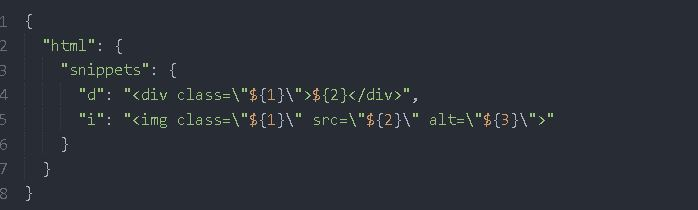 1 {
2   "html": {
3     "snippets": {
4       "d": "<div class=\"${1}\">${2}</div>",
5       "i": "<img class=\"${1}\" src=\"${2}\" alt=\"${3}\">"
6     }
7   }
8 }